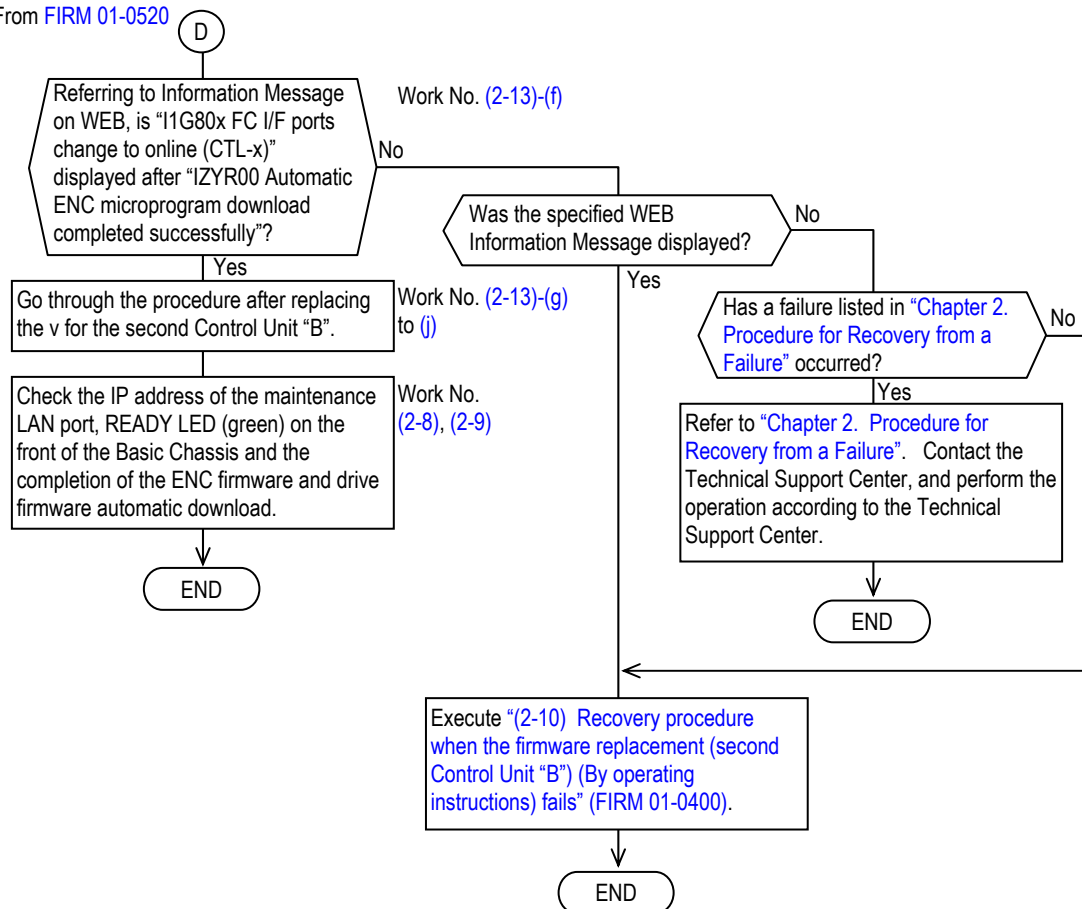 From FIRM 01-0520
D
Referring to Information Message
on WEB, is “I1G80x FC I/F ports
change to online (CTL-x)”
displayed after “IZYR00 Automatic
ENC microprogram download
completed successfully”?
Work No. (2-13)-(f)
No
Yes
Was the specified WEB
Information Message displayed?
No
Yes
Go through the procedure after replacing
the v for the second Control Unit “B”.
Work No. (2-13)-(g)
to (j)
Has a failure listed in “Chapter 2.
Procedure for Recovery from a
Failure” occurred?
No
Yes
Check the IP address of the maintenance
LAN port, READY LED (green) on the
front of the Basic Chassis and the
completion of the ENC firmware and drive
firmware automatic download.
Work No.
(2-8), (2-9)
END
Refer to “Chapter 2. Procedure for
Recovery from a Failure”. Contact the
Technical Support Center, and perform the
operation according to the Technical
Support Center.
END
Execute “(2-10) Recovery procedure
when the firmware replacement (second
Control Unit “B”) (By operating
instructions) fails” (FIRM 01-0400).
END